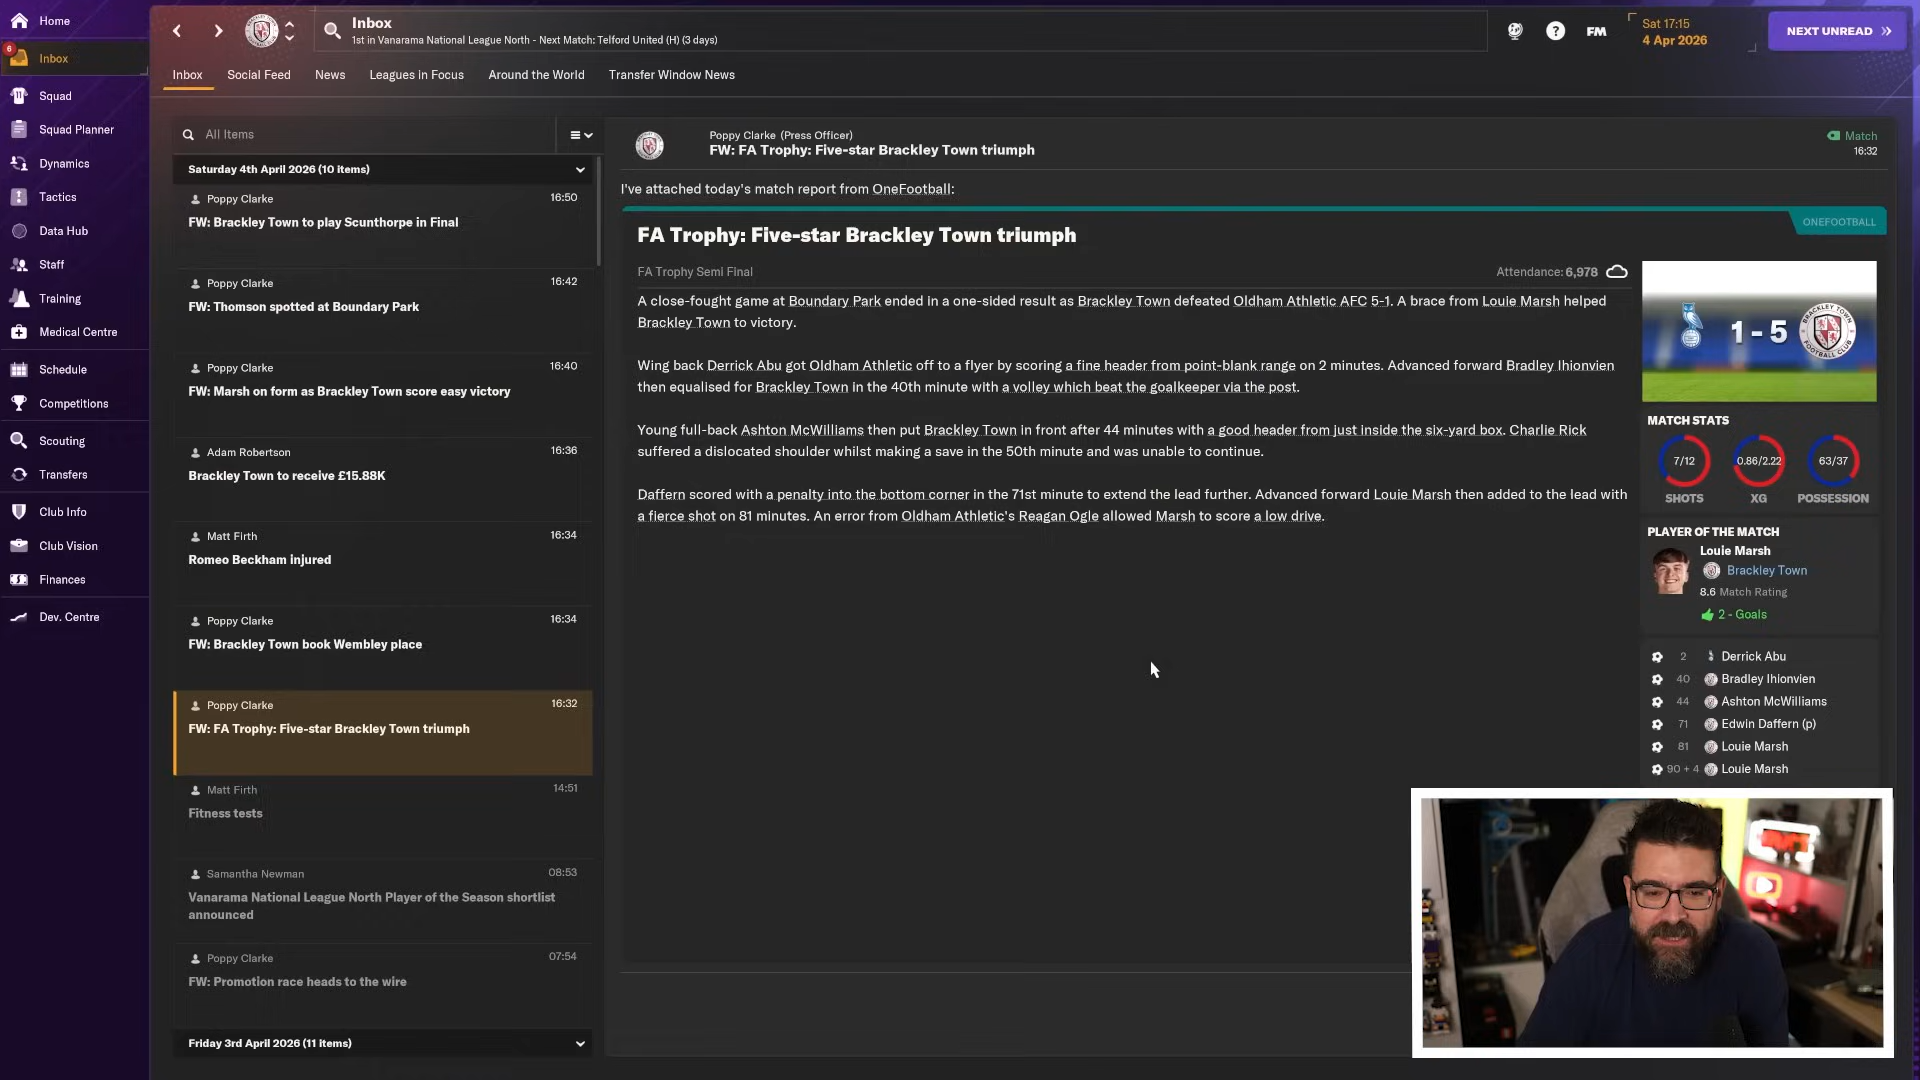 Home
6
Inbox
Squad
Squad Planner
Dynamics
Tactics
Data Hub
Staff
Training
Medical Centre
Schedule
Competitions
Scouting
Transfers
Club Info
Club Vision
Finances
Dev. Centre
Inbox
1st in Vanarama National League North - Next Match: Telford United (H) (3 days)
FM
Sat 17:15
4 Apr 2026
NEXT UNREAD
Inbox
Social Feed
News
Leagues in Focus
Around the World
Transfer Window News
All Items
Saturday 4th April 2026 (10 items)
Poppy Clarke 16:50
FW: Brackley Town to play Scunthorpe in Final
Poppy Clarke 16:42
FW: Thomson spotted at Boundary Park
Poppy Clarke 16:40
FW: Marsh on form as Brackley Town score easy victory
Adam Robertson 16:36
Brackley Town to receive £15.88K
Matt Firth 16:34
Romeo Beckham injured
Poppy Clarke 16:34
FW: Brackley Town book Wembley place
Poppy Clarke 16:32
FW: FA Trophy: Five-star Brackley Town triumph
Matt Firth 14:51
Fitness tests
Samantha Newman 08:53
Vanarama National League North Player of the Season shortlist
announced
Poppy Clarke 07:54
FW: Promotion race heads to the wire
Friday 3rd April 2026 (11 items)
Poppy Clarke (Press Officer)
FW: FA Trophy: Five-star Brackley Town triumph
Match
16:32
I've attached today's match report from OneFootball:
ONEFOOTBALL
FA Trophy: Five-star Brackley Town triumph
FA Trophy Semi Final
Attendance: 6,978
A close-fought game at Boundary Park ended in a one-sided result as Brackley Town defeated Oldham Athletic AFC 5-1. A brace from Louie Marsh helped
Brackley Town to victory.
Wing back Derrick Abu got Oldham Athletic off to a flyer by scoring a fine header from point-blank range on 2 minutes. Advanced forward Bradley Ihionvien
then equalised for Brackley Town in the 40th minute with a volley which beat the goalkeeper via the post.
Young full-back Ashton McWilliams then put Brackley Town in front after 44 minutes with a good header from just inside the six-yard box. Charlie Rick
suffered a dislocated shoulder whilst making a save in the 50th minute and was unable to continue.
Daffern scored with a penalty into the bottom corner in the 71st minute to extend the lead further. Advanced forward Louie Marsh then added to the lead with
a fierce shot on 81 minutes. An error from Oldham Athletic's Reagan Ogle allowed Marsh to score a low drive.
1 - 5
MATCH STATS
7/12
0.86/2.22
63/37
SHOTS
XG
POSSESSION
PLAYER OF THE MATCH
Louie Marsh
Brackley Town
8.6 Match Rating
2 - Goals
2 Derrick Abu
40 Bradley Ihionvien
44 Ashton McWilliams
71 Edwin Daffern (p)
81 Louie Marsh
90 + 4 Louie Marsh